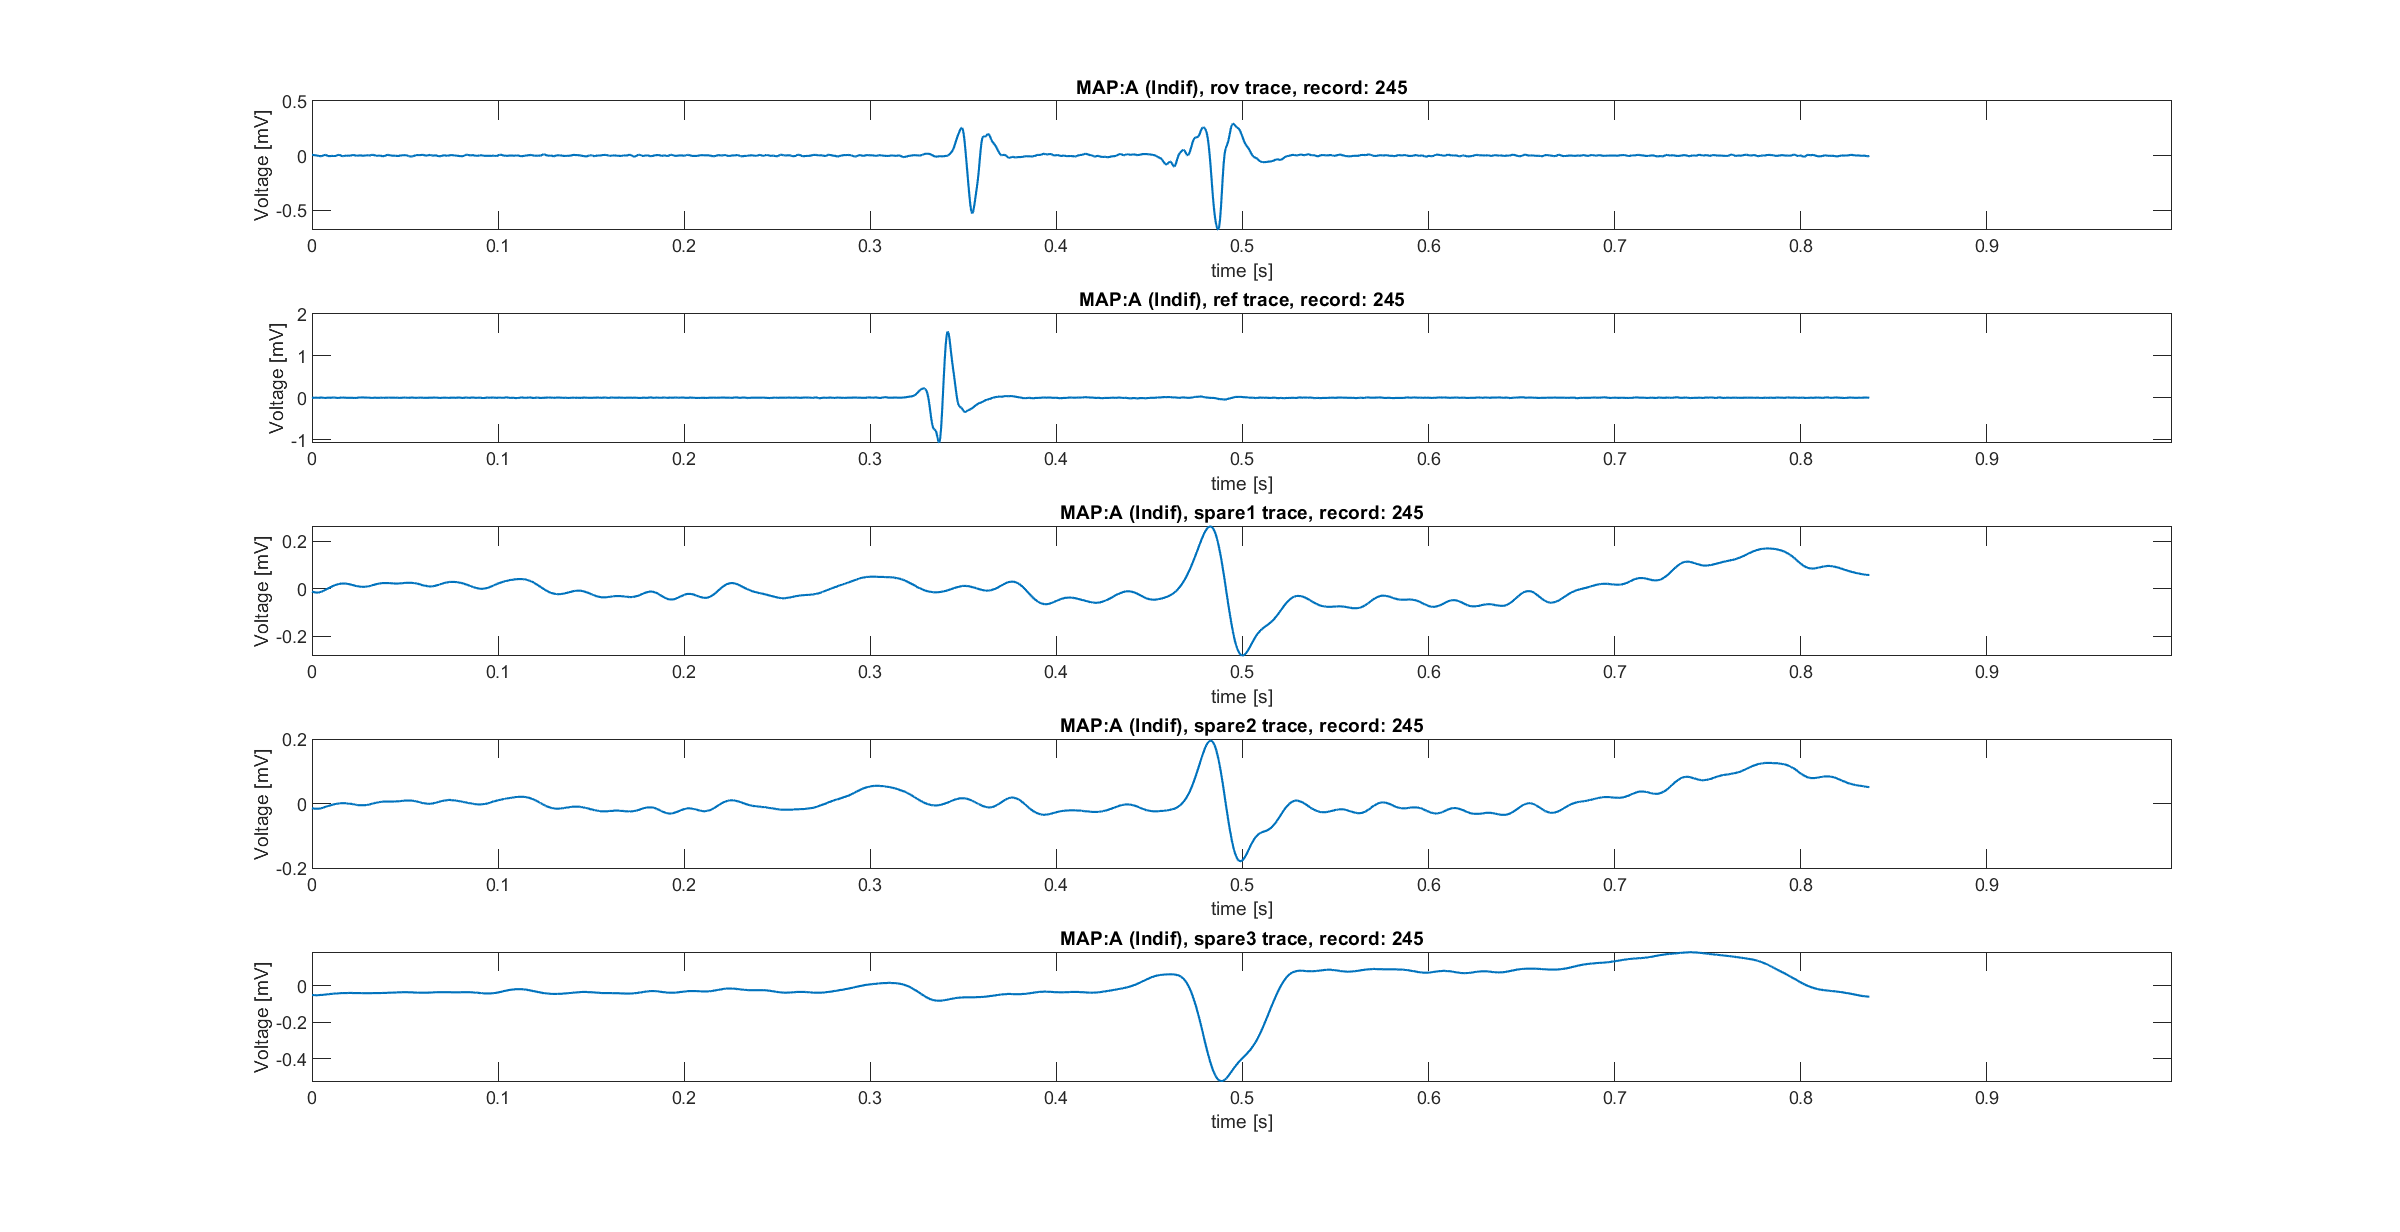 MAP:A (Indif), rov trace, record: 245
Voltage [mV]
0.5
0
-0.5
0 0.1 0.2 0.3 0.4 0.5 0.6 0.7 0.8 0.9
time [s]
MAP:A (Indif), ref trace, record: 245
Voltage [mV]
2
1
0
-1
0 0.1 0.2 0.3 0.4 0.5 0.6 0.7 0.8 0.9
time [s]
MAP:A (Indif), spare1 trace, record: 245
Voltage [mV]
0.2
0
-0.2
0 0.1 0.2 0.3 0.4 0.5 0.6 0.7 0.8 0.9
time [s]
MAP:A (Indif), spare2 trace, record: 245
Voltage [mV]
0.2
0
-0.2
0 0.1 0.2 0.3 0.4 0.5 0.6 0.7 0.8 0.9
time [s]
MAP:A (Indif), spare3 trace, record: 245
Voltage [mV]
0
-0.2
-0.4
0 0.1 0.2 0.3 0.4 0.5 0.6 0.7 0.8 0.9
time [s]